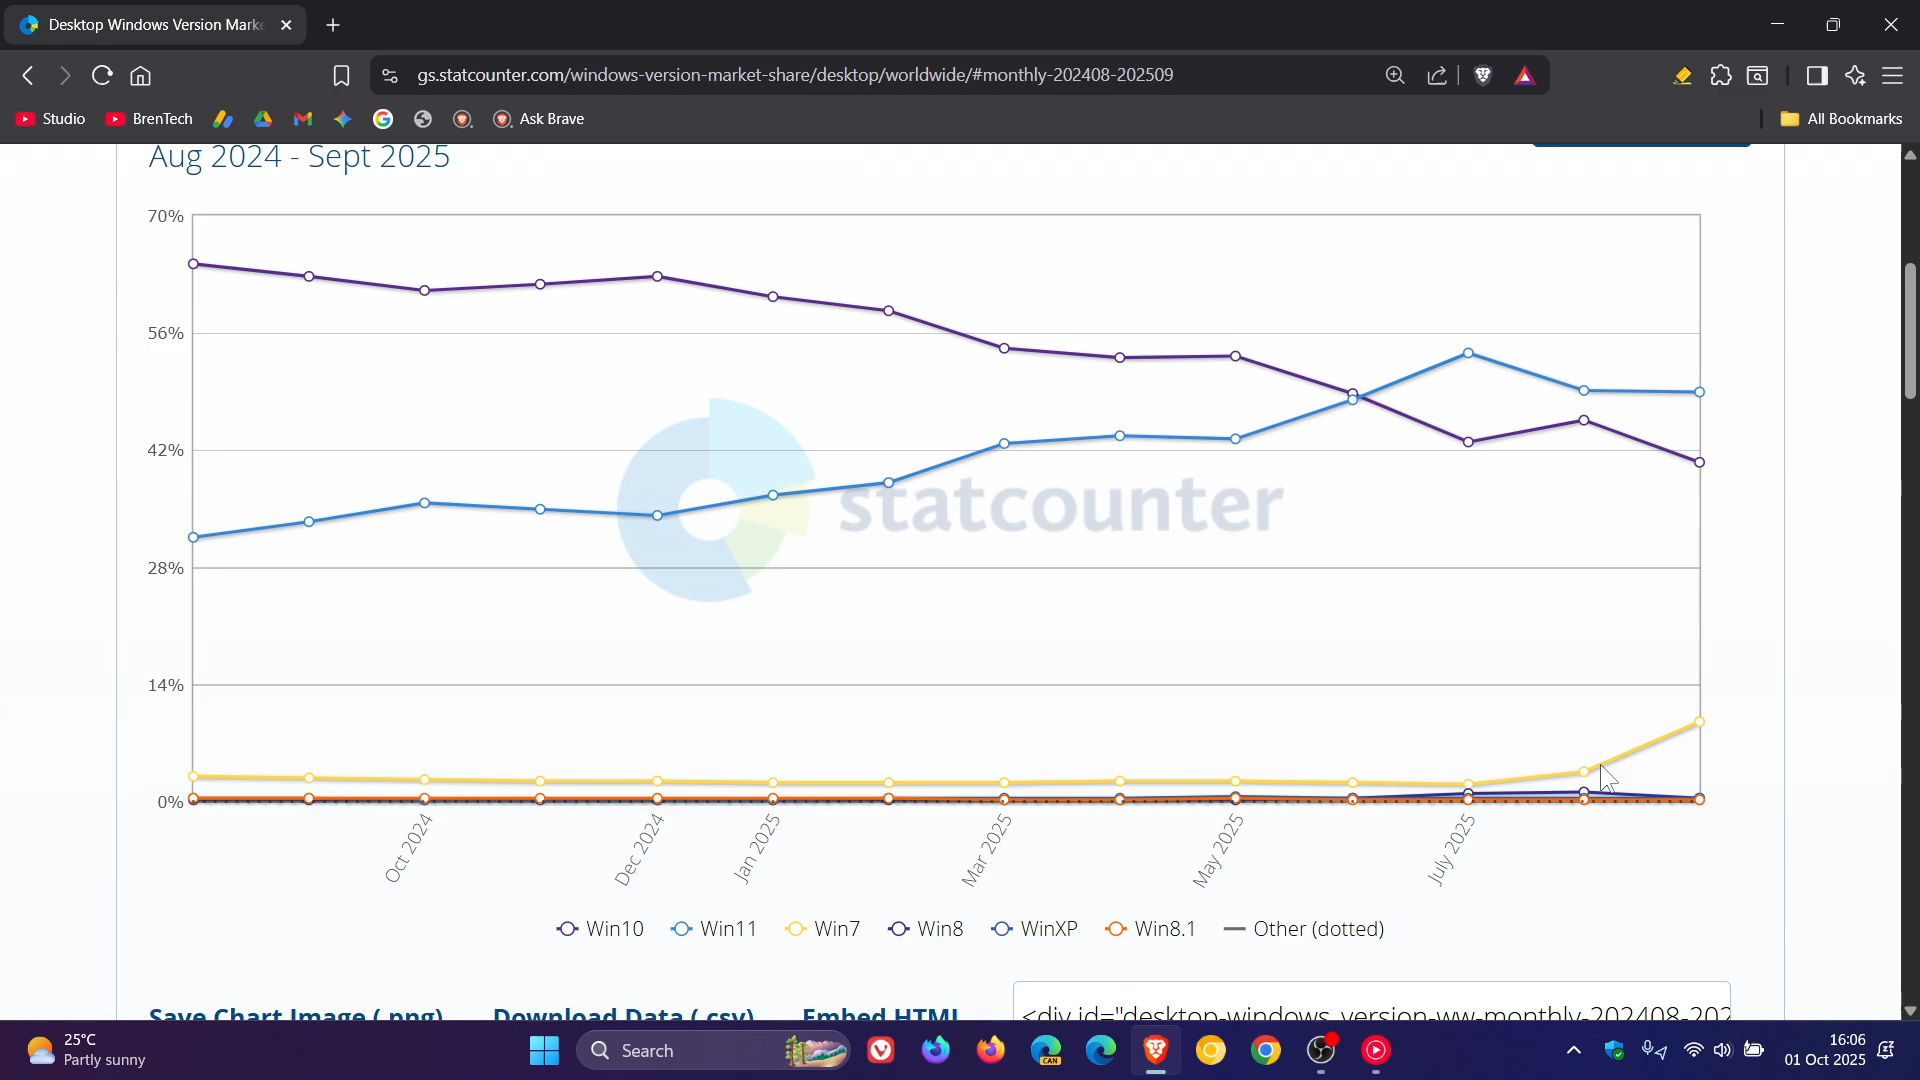 Desktop Windows Version Marke
gs.statcounter.com/windows-version-market-share/desktop/worldwide/#monthly-202408-202509
Studio
BrenTech
Ask Brave
All Bookmarks
Aug 2024 - Sept 2025
70%
56%
42%
28%
14%
0%
statcounter
Oct 2024
Dec 2024
Jan 2025
Mar 2025
May 2025
July 2025
Win10
Win11
Win7
Win8
WinXP
Win8.1
Other (dotted)
Save Chart Image (.png)
Download Data (.csv)
Embed HTML
<div id="desktop-windows_version-ww-monthly-202408-202
25°C
Partly sunny
Search
CAN
16:06
01 Oct 2025